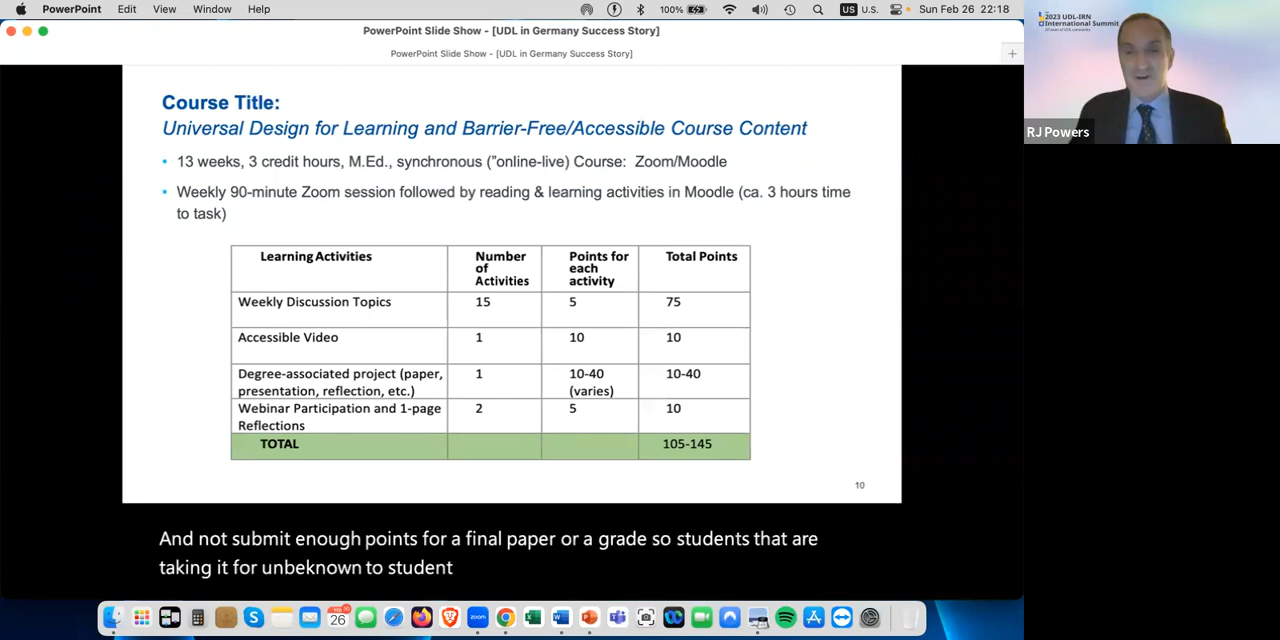 PowerPoint Edit View Window Help 100% US U.S. Sun Feb 26 22:18
PowerPoint Slide Show - [UDL in Germany Success Story]
PowerPoint Slide Show - [UDL in Germany Success Story]
Course Title:
Universal Design for Learning and Barrier-Free/Accessible Course Content
• 13 weeks, 3 credit hours, M.Ed., synchronous ("online-live) Course: Zoom/Moodle
• Weekly 90-minute Zoom session followed by reading & learning activities in Moodle (ca. 3 hours time
to task)
Learning Activities Number of Activities Points for each activity Total Points
Weekly Discussion Topics 15 5 75
Accessible Video 1 10 10
Degree-associated project (paper, presentation, reflection, etc.) 1 10-40 (varies) 10-40
Webinar Participation and 1-page Reflections 2 5 10
TOTAL 105-145
10
And not submit enough points for a final paper or a grade so students that are
taking it for unbeknown to student
26
zoom
2023 UDL-IRN
International Summit
RJ Powers